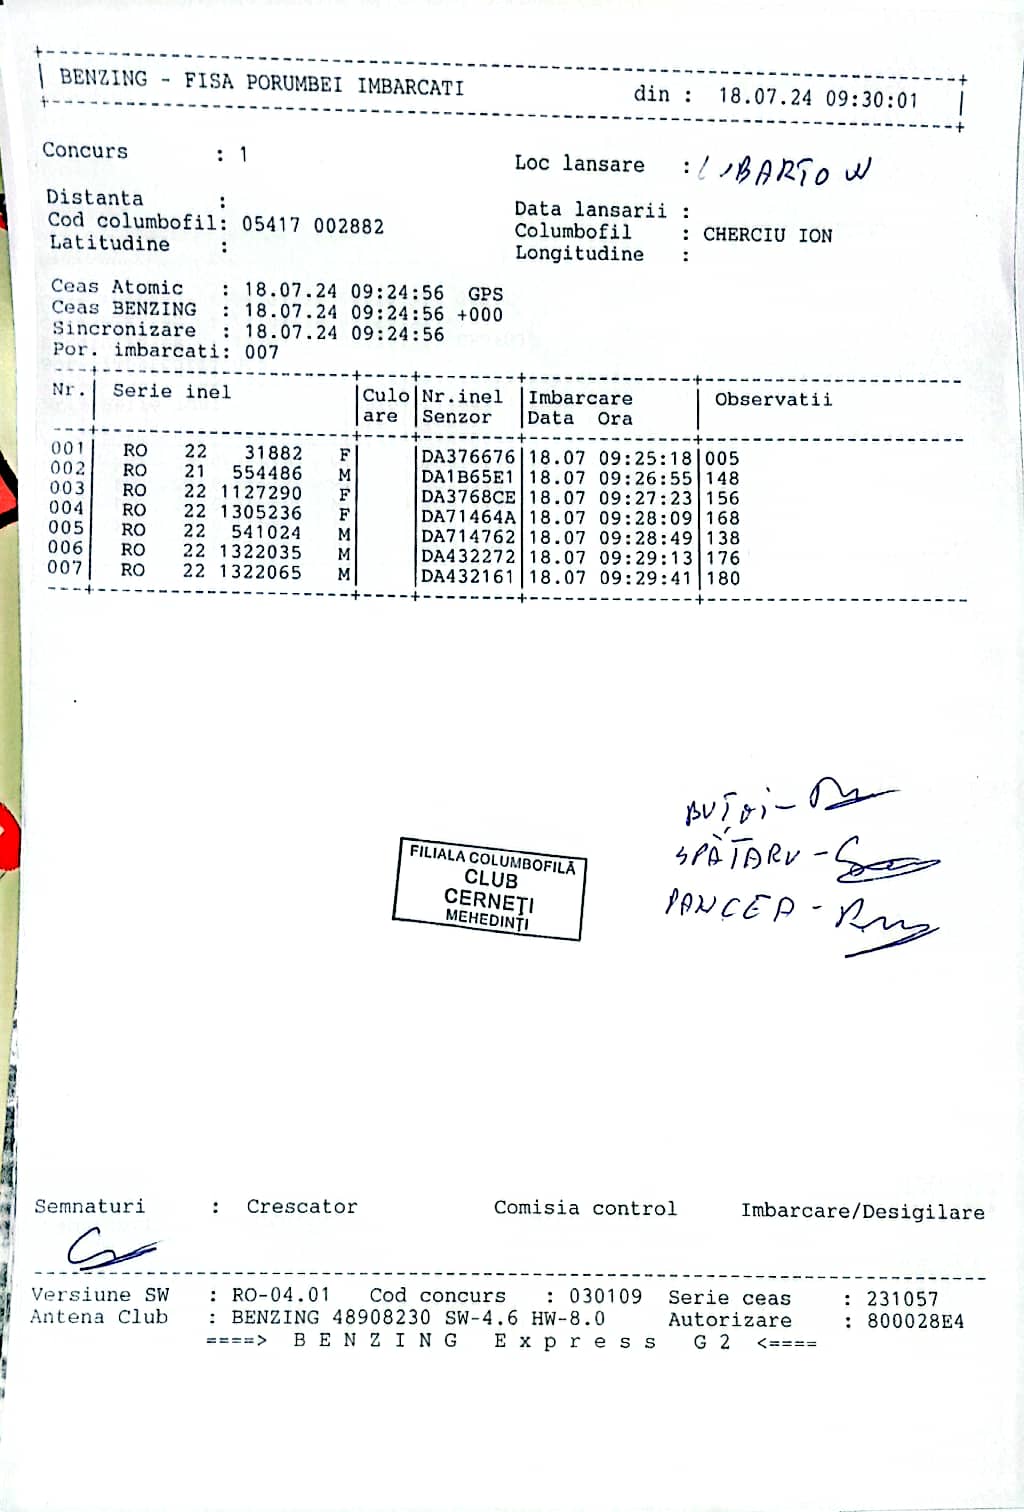 BENZING - FISA PORUMBEI IMBARCATI din : 18.07.24 09:30:01
Concurs : 1 Loc lansare : LUBARTOW
Distanta : Data lansarii :
Cod columbofil: 05417 002882 Columbofil : CHERCIU ION
Latitudine : Longitudine :
Ceas Atomic : 18.07.24 09:24:56 GPS
Ceas BENZING : 18.07.24 09:24:56 +000
Sincronizare : 18.07.24 09:24:56
Por. imbarcati: 007
Nr. Serie inel Culo Nr.inel Imbarcare Observatii
are Senzor Data Ora
001 RO 22 31882 F DA376676 18.07 09:25:18 005
002 RO 21 554486 M DA1B65E1 18.07 09:26:55 148
003 RO 22 1127290 F DA3768CE 18.07 09:27:23 156
004 RO 22 1305236 F DA71464A 18.07 09:28:09 168
005 RO 22 541024 M DA714762 18.07 09:28:49 138
006 RO 22 1322035 M DA432272 18.07 09:29:13 176
007 RO 22 1322065 M DA432161 18.07 09:29:41 180
BUȚOI-
SPĂTARU -
PANCEA -
FILIALA COLUMBOFILĂ
CLUB
CERNEȚI
MEHEDINȚI
Semnaturi : Crescator Comisia control Imbarcare/Desigilare
Versiune SW : RO-04.01 Cod concurs : 030109 Serie ceas : 231057
Antena Club : BENZING 48908230 SW-4.6 HW-8.0 Autorizare : 800028E4
====> B E N Z I N G E x p r e s s G 2 <====